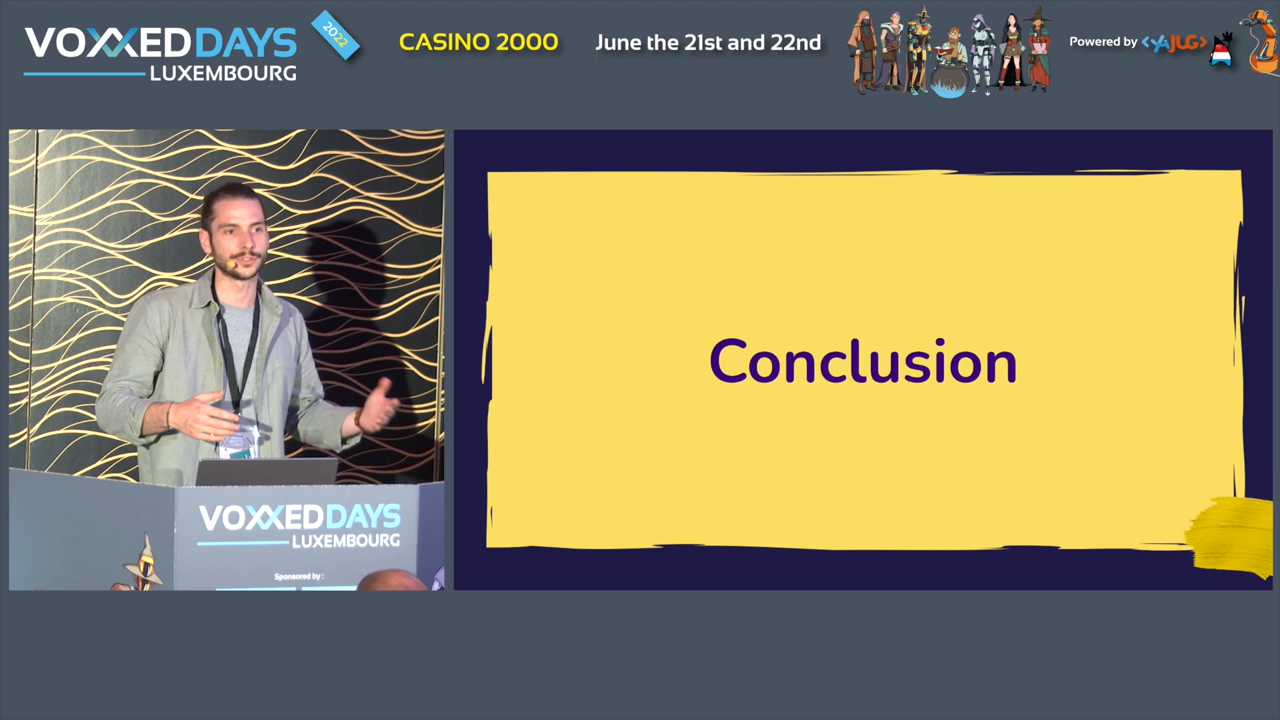 VOXXEDDAYS
LUXEMBOURG
2022
CASINO 2000
June the 21st and 22nd
Powered by <YAJUG>
Conclusion
VOXXEDDAYS
LUXEMBOURG
Sponsored by :